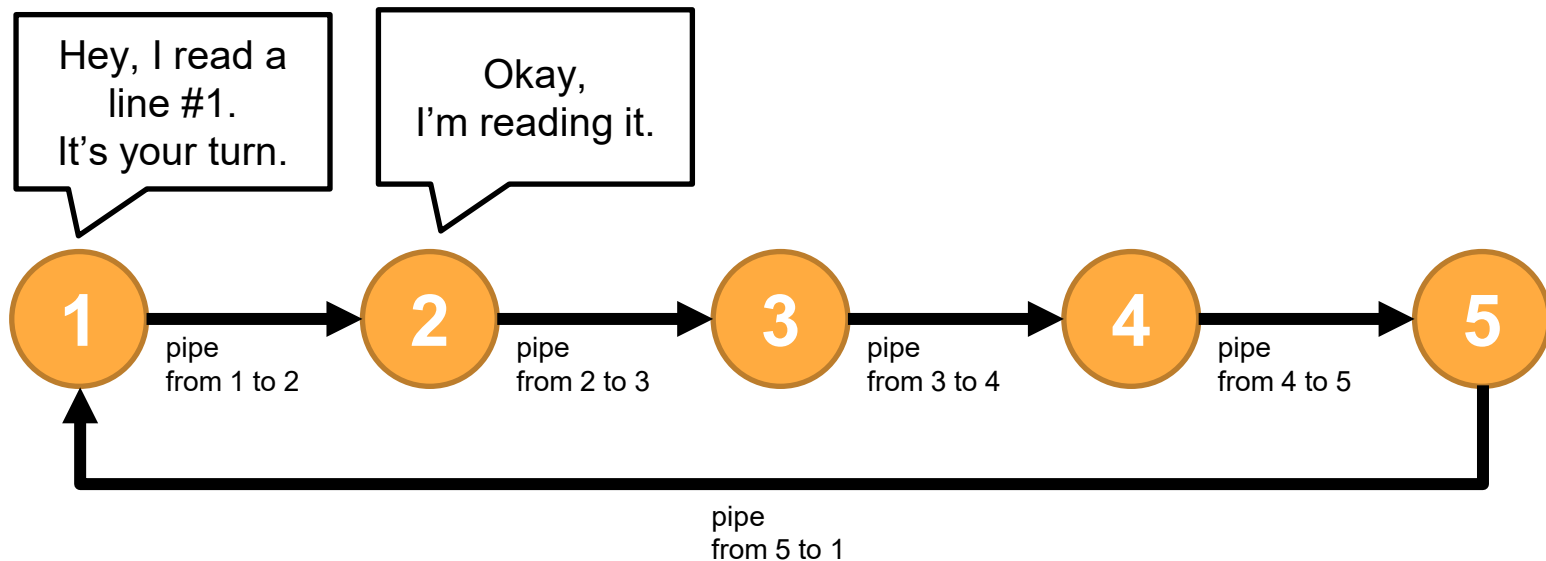 Hey, I read a
line #1.
It’s your turn.
Okay,
I’m reading it.
1
2
3
4
5
pipe
from 1 to 2
pipe
from 2 to 3
pipe
from 3 to 4
pipe
from 4 to 5
pipe
from 5 to 1